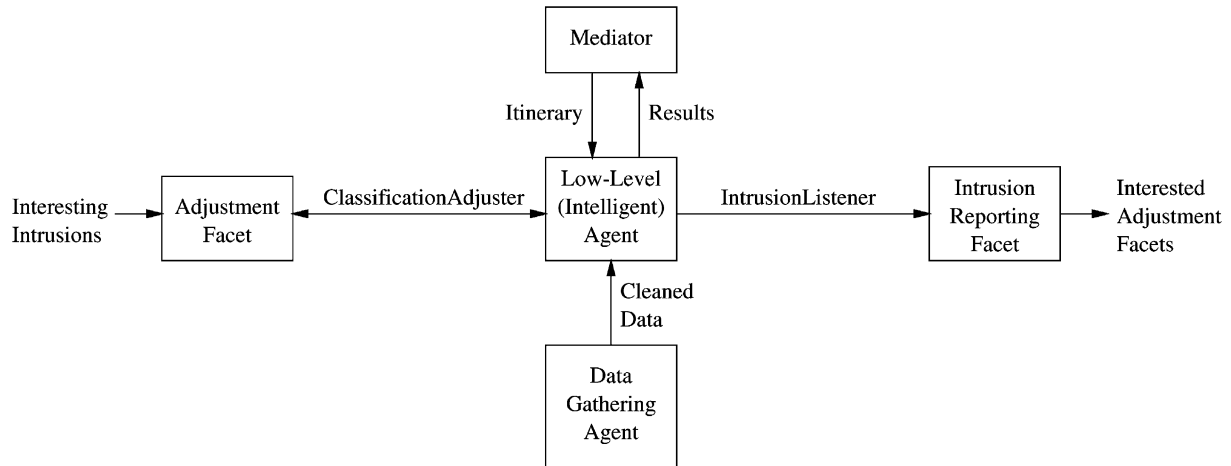 Mediator
Itinerary
Results
Interesting
Intrusions
Adjustment
Facet
ClassificationAdjuster
Low-Level
(Intelligent)
Agent
IntrusionListener
Intrusion
Reporting
Facet
Interested
Adjustment
Facets
Cleaned
Data
Data
Gathering
Agent